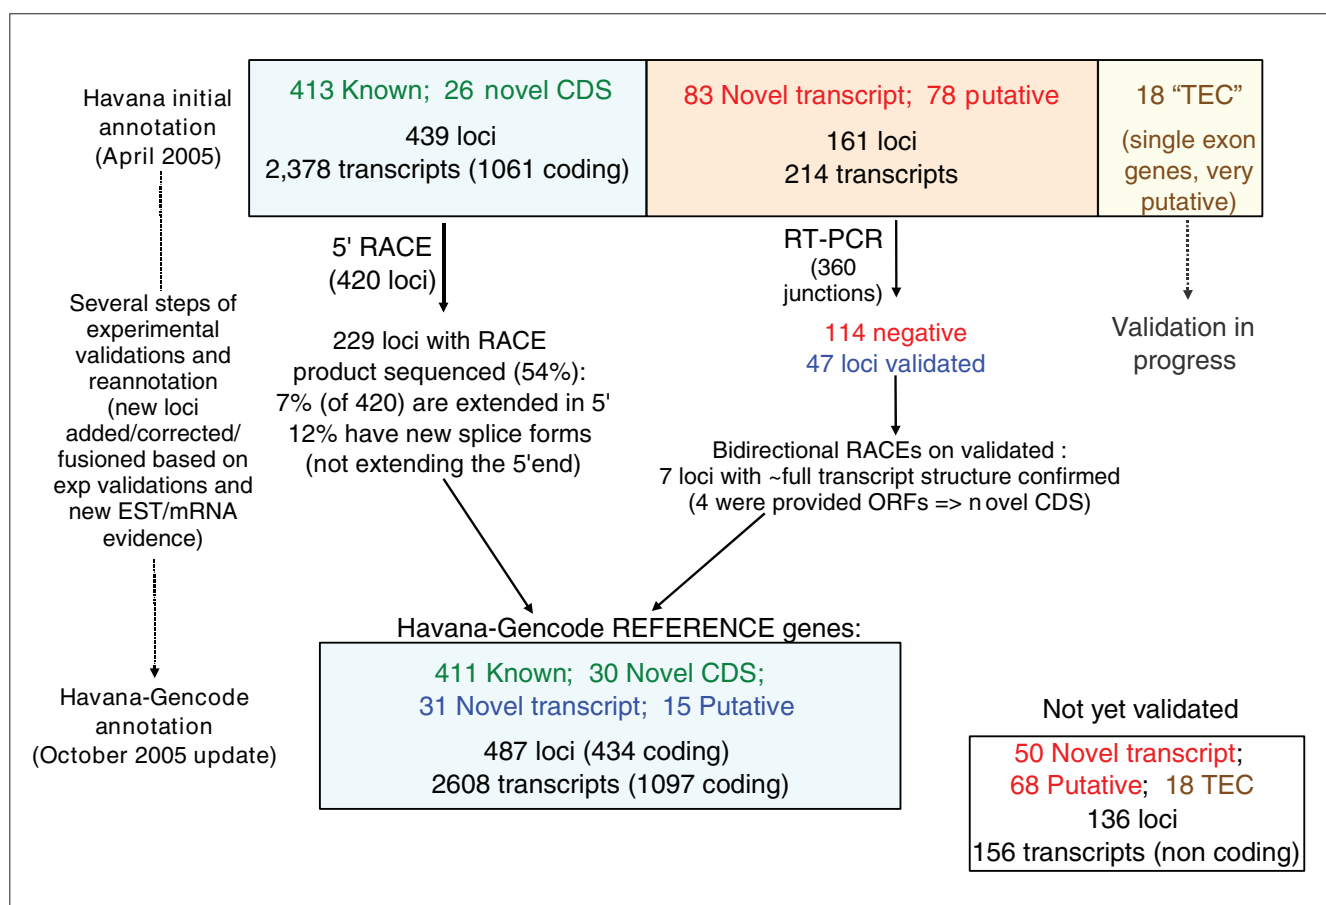 Havana initial
annotation
(April 2005)
413 Known; 26 novel CDS
439 loci
2,378 transcripts (1061 coding)
83 Novel transcript; 78 putative
161 loci
214 transcripts
18 “TEC”
(single exon
genes, very
putative)
5' RACE
(420 loci)
RT-PCR
(360
junctions)
Several steps of
experimental
validations and
reannotation
(new loci
added/corrected/
fusioned based on
exp validations and
new EST/mRNA
evidence)
229 loci with RACE
product sequenced (54%):
7% (of 420) are extended in 5'
12% have new splice forms
(not extending the 5'end)
114 negative
47 loci validated
Validation in
progress
Bidirectional RACEs on validated :
7 loci with ~full transcript structure confirmed
(4 were provided ORFs => novel CDS)
Havana-Gencode REFERENCE genes:
411 Known; 30 Novel CDS;
31 Novel transcript; 15 Putative
487 loci (434 coding)
2608 transcripts (1097 coding)
Havana-Gencode
annotation
(October 2005 update)
Not yet validated
50 Novel transcript;
68 Putative; 18 TEC
136 loci
156 transcripts (non coding)